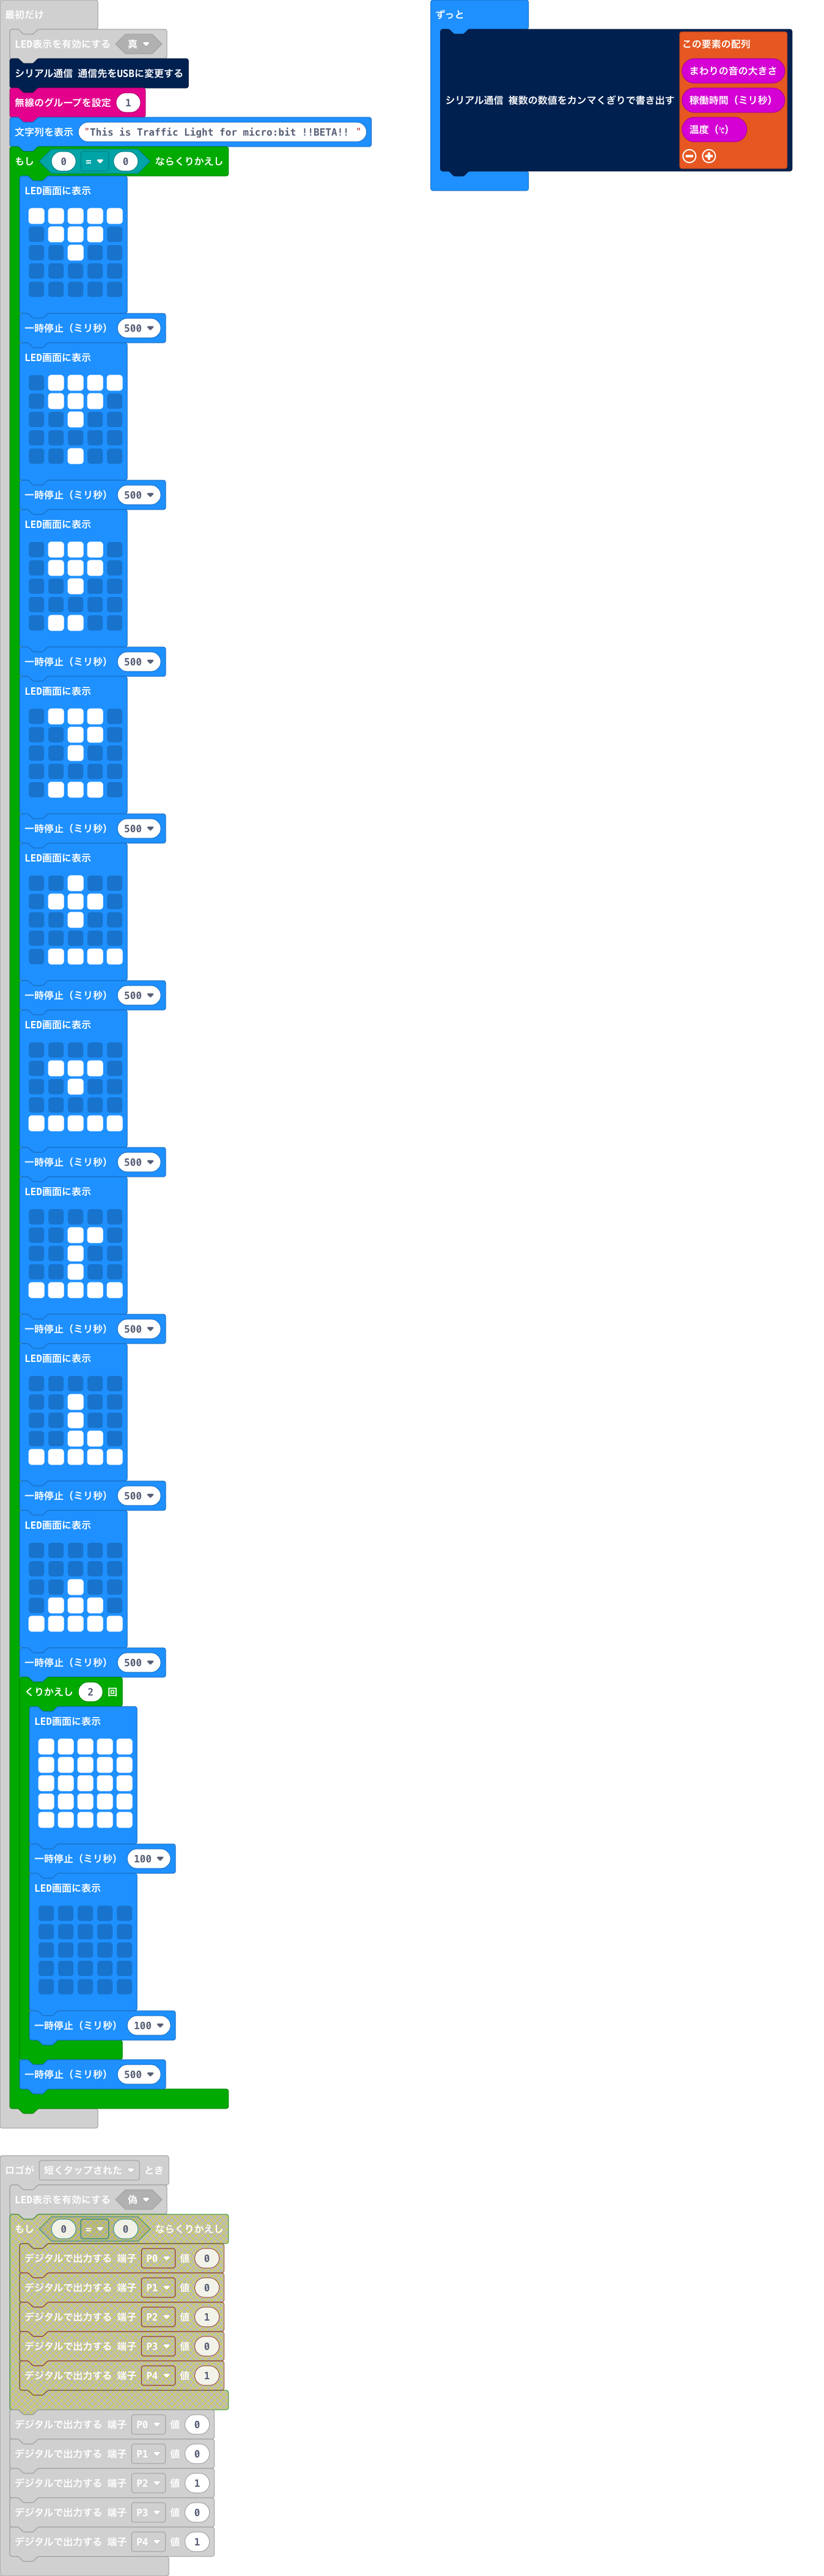 最初だけ
LED表示を有効にする 真
シリアル通信 通信先をUSBに変更する
無線のグループを設定 1
文字列を表示 "This is Traffic Light for micro:bit !!BETA!! "
もし 0 = 0 ならくりかえし
LED画面に表示
一時停止（ミリ秒） 500
LED画面に表示
一時停止（ミリ秒） 500
LED画面に表示
一時停止（ミリ秒） 500
LED画面に表示
一時停止（ミリ秒） 500
LED画面に表示
一時停止（ミリ秒） 500
LED画面に表示
一時停止（ミリ秒） 500
LED画面に表示
一時停止（ミリ秒） 500
LED画面に表示
一時停止（ミリ秒） 500
LED画面に表示
一時停止（ミリ秒） 500
くりかえし 2 回
LED画面に表示
一時停止（ミリ秒） 100
LED画面に表示
一時停止（ミリ秒） 100
一時停止（ミリ秒） 500
ロゴが 短くタップされた とき
LED表示を有効にする 偽
もし 0 = 0 ならくりかえし
デジタルで出力する 端子 P0 値 0
デジタルで出力する 端子 P1 値 0
デジタルで出力する 端子 P2 値 1
デジタルで出力する 端子 P3 値 0
デジタルで出力する 端子 P4 値 1
デジタルで出力する 端子 P0 値 0
デジタルで出力する 端子 P1 値 0
デジタルで出力する 端子 P2 値 1
デジタルで出力する 端子 P3 値 0
デジタルで出力する 端子 P4 値 1
ずっと
シリアル通信 複数の数値をカンマくぎりで書き出す
この要素の配列
まわりの音の大きさ
稼働時間（ミリ秒）
温度（℃）